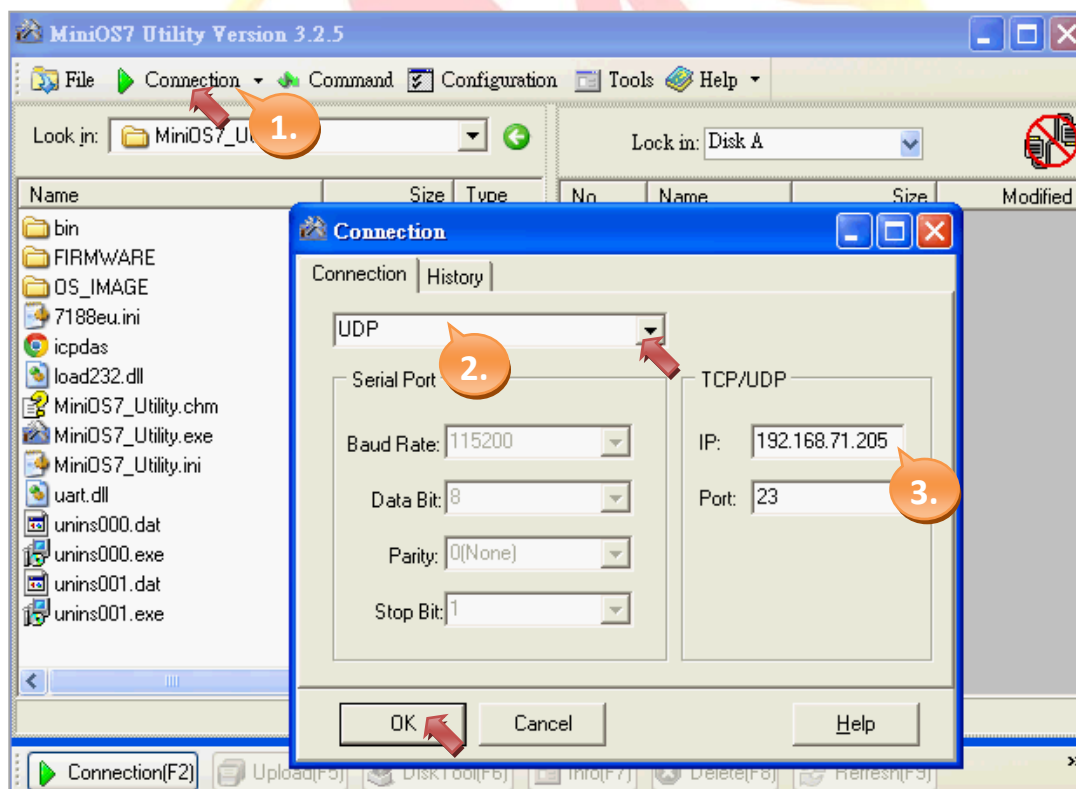 MiniOS7 Utility Version 3.2.5
File Connection Command Configuration Tools Help
1.
Look in: MiniOS7_U
Lock in: Disk A
Name Size Type
No Name Size Modified
bin
FIRMWARE
OS_IMAGE
7188eu.ini
icpdas
load232.dll
MiniOS7_Utility.chm
MiniOS7_Utility.exe
MiniOS7_Utility.ini
uart.dll
unins000.dat
unins000.exe
unins001.dat
unins001.exe
Connection
Connection History
UDP
2.
Serial Port
Baud Rate: 115200
Data Bit: 8
Parity: 0(None)
Stop Bit: 1
TCP/UDP
IP: 192.168.71.205
Port: 23
3.
OK Cancel Help
Connection(F2) Upload(F5) DiskTool(F6) Info(F7) Delete(F8) Refresh(F9) »